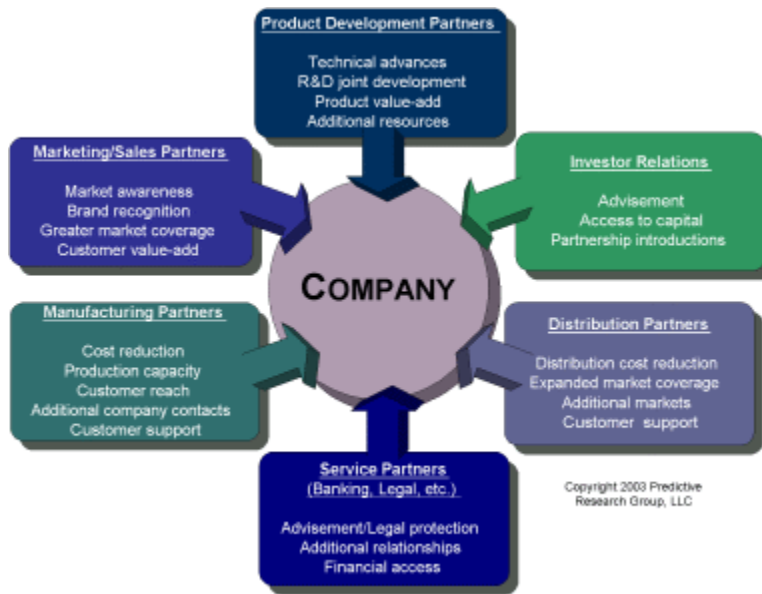 Product Development Partners
Technical advances
R&D joint development
Product value-add
Additional resources
Marketing/Sales Partners
Market awareness
Brand recognition
Greater market coverage
Customer value-add
Investor Relations
Advisement
Access to capital
Partnership introductions
COMPANY
Manufacturing Partners
Cost reduction
Production capacity
Customer reach
Additional company contacts
Customer support
Distribution Partners
Distribution cost reduction
Expanded market coverage
Additional markets
Customer support
Service Partners
(Banking, Legal, etc.)
Advisement/Legal protection
Additional relationships
Financial access
Copyright 2003 Predictive
Research Group, LLC